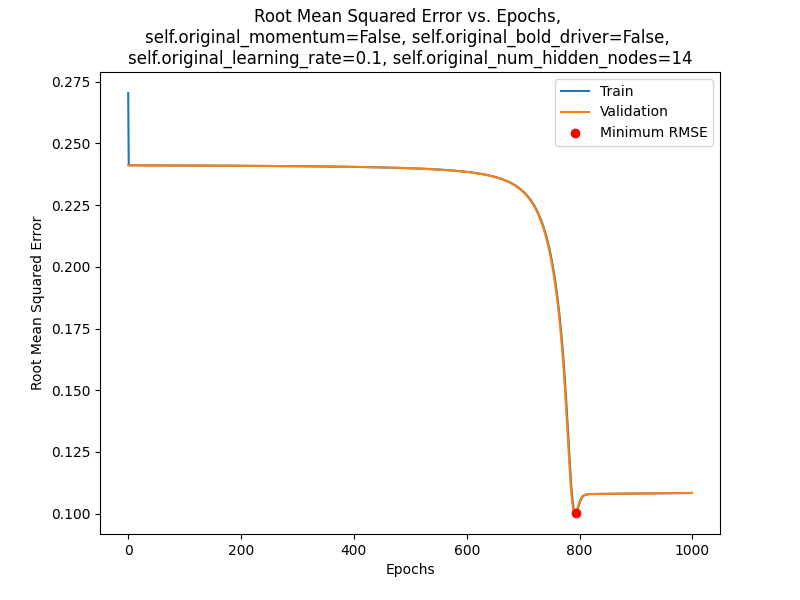 Root Mean Squared Error vs. Epochs,
self.original_momentum=False, self.original_bold_driver=False,
self.original_learning_rate=0.1, self.original_num_hidden_nodes=14
Train
Validation
Minimum RMSE
Root Mean Squared Error
0.275
0.250
0.225
0.200
0.175
0.150
0.125
0.100
0 200 400 600 800 1000
Epochs